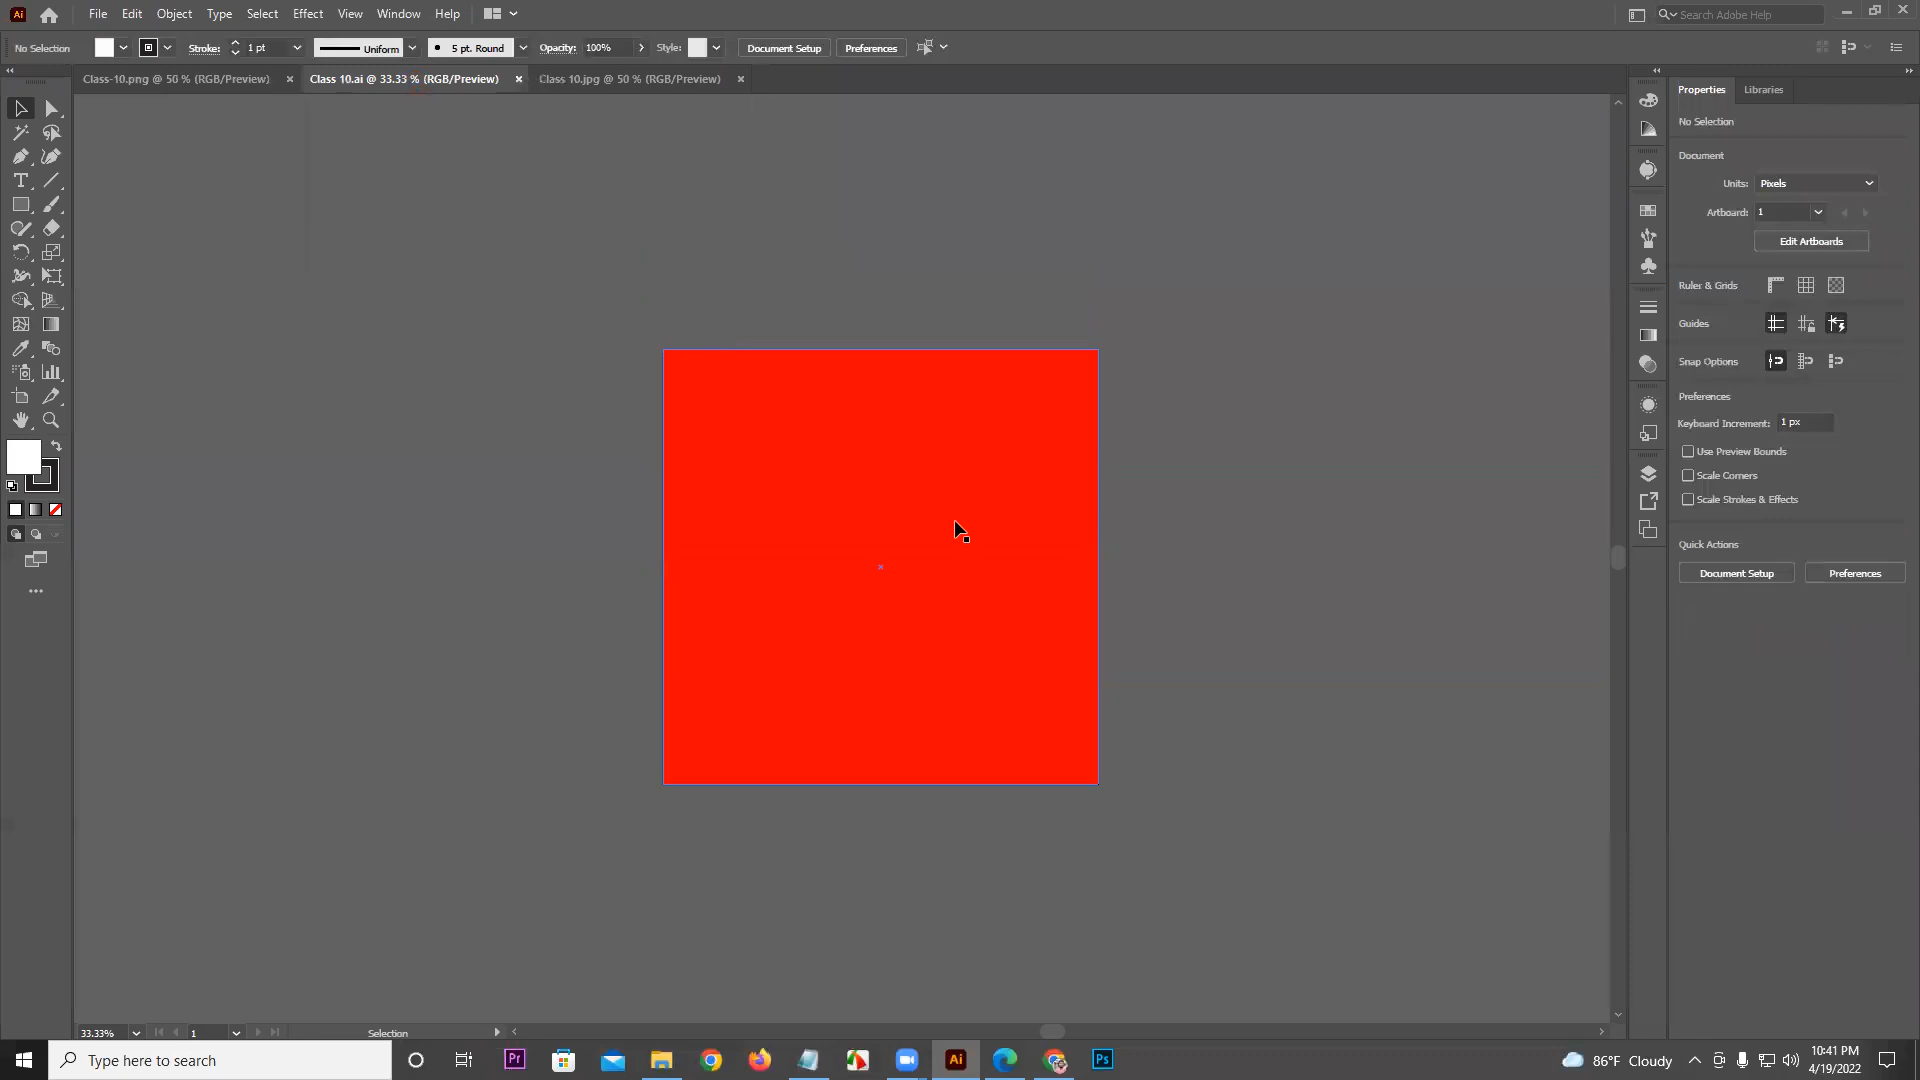 Ai File Edit Object Type Select Effect View Window Help Search Adobe Help
No Selection Stroke: 1 pt Uniform 5 pt. Round Opacity: 100% Style: Document Setup Preferences
Class-10.png @ 50 % (RGB/Preview) Class 10.ai @ 33.33 % (RGB/Preview) Class 10.jpg @ 50 % (RGB/Preview)
Properties Libraries
No Selection
Document
Units: Pixels
Artboard: 1
Edit Artboards
Ruler & Grids
Guides
Snap Options
Preferences
Keyboard Increment: 1 px
Use Preview Bounds
Scale Corners
Scale Strokes & Effects
Quick Actions
Document Setup Preferences
33.33% 1 Selection
Type here to search Pr Ai Ps 86°F Cloudy 10:41 PM
4/19/2022